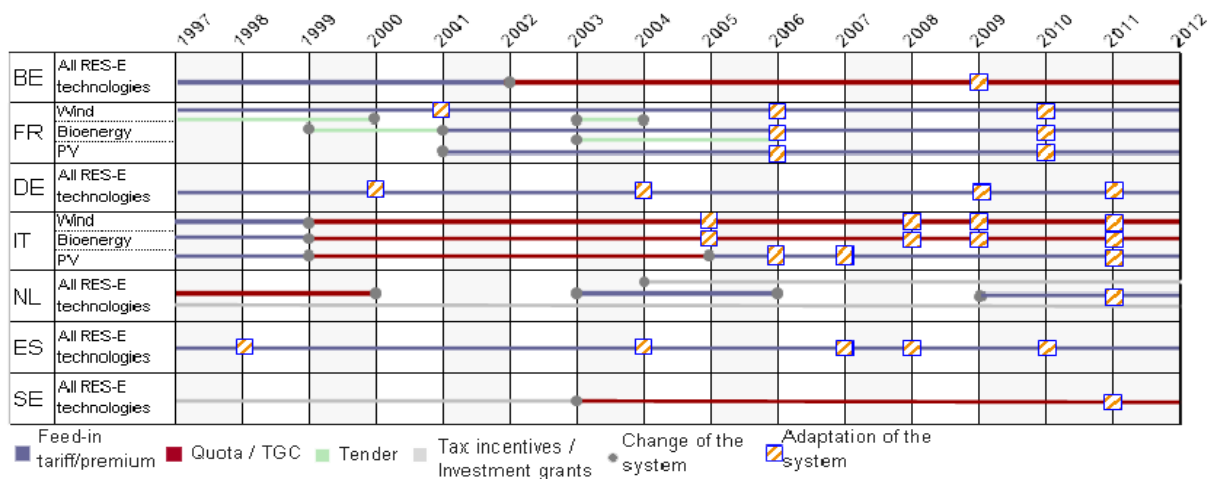 1997 1998 1999 2000 2001 2002 2003 2004 2005 2006 2007 2008 2009 2010 2011 2012
BE All RES-E
technologies
Wind
FR Bioenergy
PV
DE All RES-E
technologies
Wind
IT Bioenergy
PV
NL All RES-E
technologies
ES All RES-E
technologies
SE All RES-E
technologies
Feed-in
tariff/premium
Quota / TGC
Tender
Tax incentives /
Investment grants
Change of the
system
Adaptation of the
system